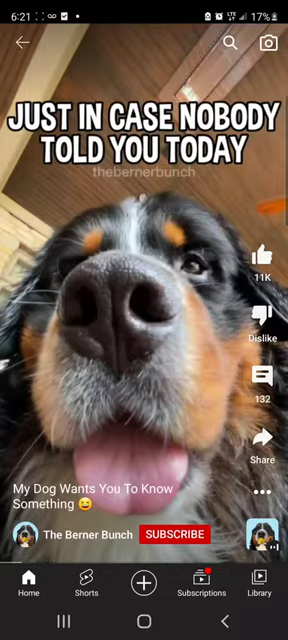 6:21
LTE
17%
JUST IN CASE NOBODY
TOLD YOU TODAY
thebernerbunch
11K
Dislike
132
Share
My Dog Wants You To Know
Something 😆
The Berner Bunch
SUBSCRIBE
Home
Shorts
Subscriptions
Library